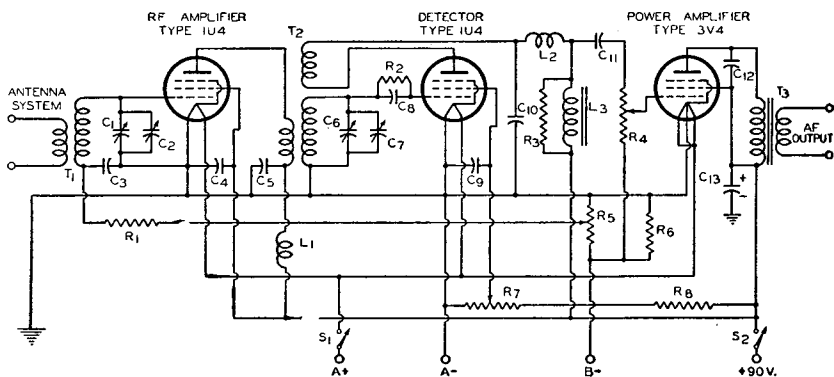 RF AMPLIFIER
TYPE 1U4
DETECTOR
TYPE 1U4
POWER AMPLIFIER
TYPE 3V4
T2
L2
C11
C12
T3
ANTENNA
SYSTEM
R2
C8
C1
C2
C6
C7
C10
R3
L3
R4
AF
OUTPUT
T1
C3
C4
C5
C9
C13
+
−
R1
R5
R6
L1
R7
R8
S1
S2
A+
A-
B-
+90V.